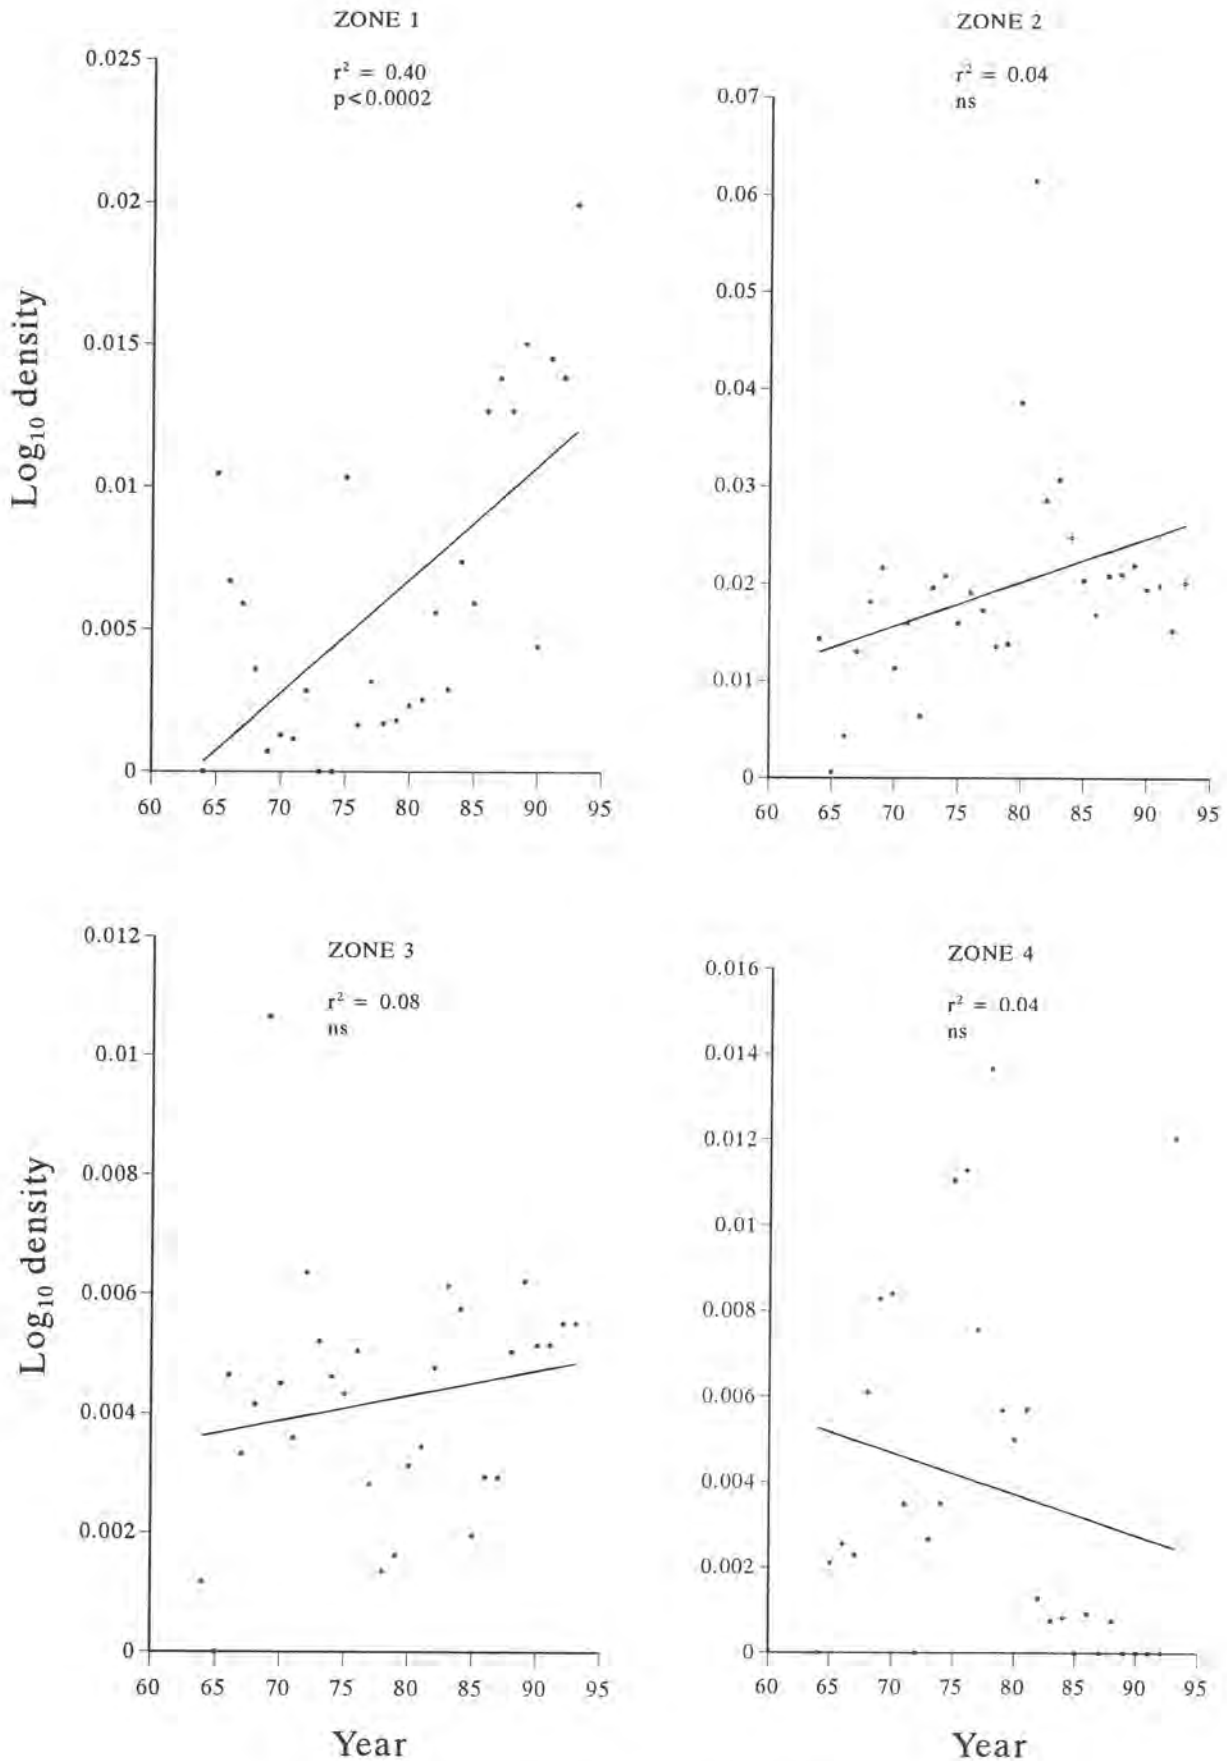 ZONE 1
r² = 0.40
p<0.0002
0.025
0.02
0.015
0.01
0.005
0
60 65 70 75 80 85 90 95
Log₁₀ density
ZONE 2
r² = 0.04
ns
0.07
0.06
0.05
0.04
0.03
0.02
0.01
0
60 65 70 75 80 85 90 95
ZONE 3
r² = 0.08
ns
0.012
0.01
0.008
0.006
0.004
0.002
0
60 65 70 75 80 85 90 95
Log₁₀ density
Year
ZONE 4
r² = 0.04
ns
0.016
0.014
0.012
0.01
0.008
0.006
0.004
0.002
0
60 65 70 75 80 85 90 95
Year